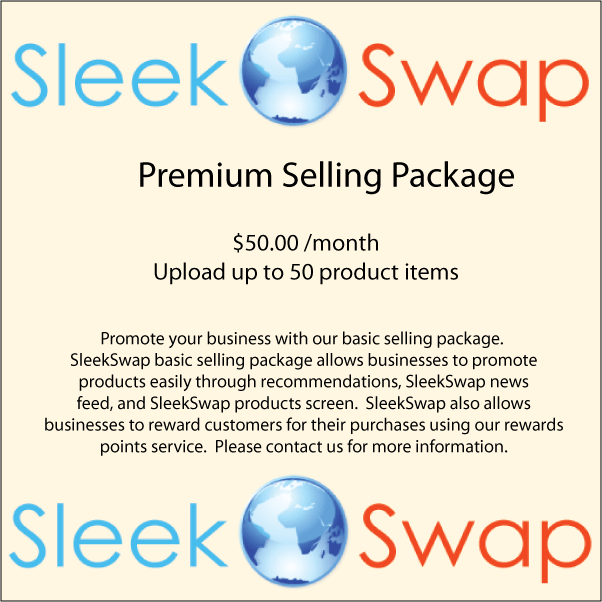 Sleek Swap
Premium Selling Package
$50.00 /month
Upload up to 50 product items
Promote your business with our basic selling package.
SleekSwap basic selling package allows businesses to promote
products easily through recommendations, SleekSwap news
feed, and SleekSwap products screen.  SleekSwap also allows
businesses to reward customers for their purchases using our rewards
points service.  Please contact us for more information.
Sleek Swap